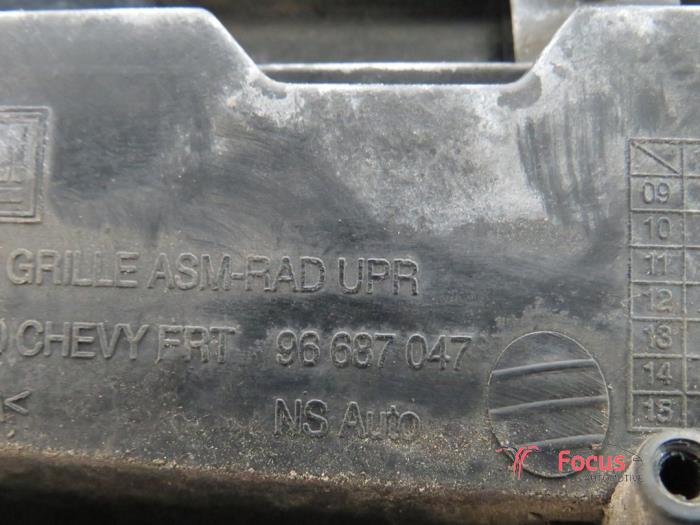 GRILLE ASM-RAD UPR
CHEVY FRT 96 687 047
NS Auto
09
10
11
12
13
14
15
Focus
AUTOMOTIVE